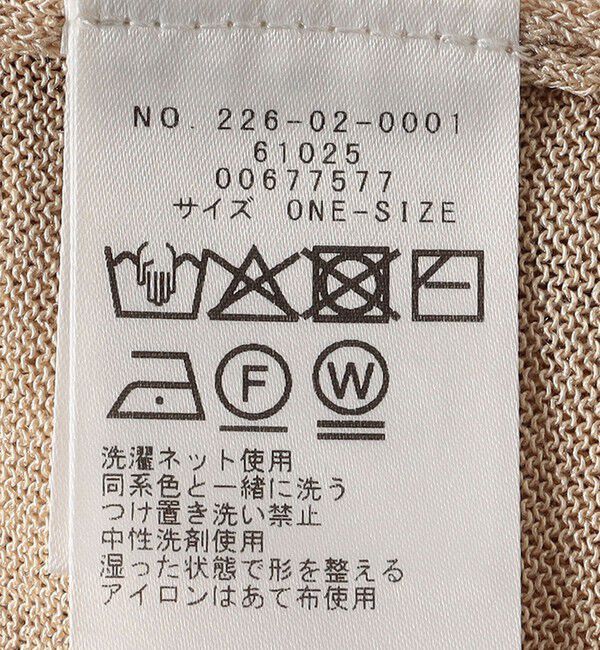 NO. 226-02-0001
61025
00677577
サイズ ONE-SIZE
F W
洗濯ネット使用
同系色と一緒に洗う
つけ置き洗い禁止
中性洗剤使用
湿った状態で形を整える
アイロンはあて布使用